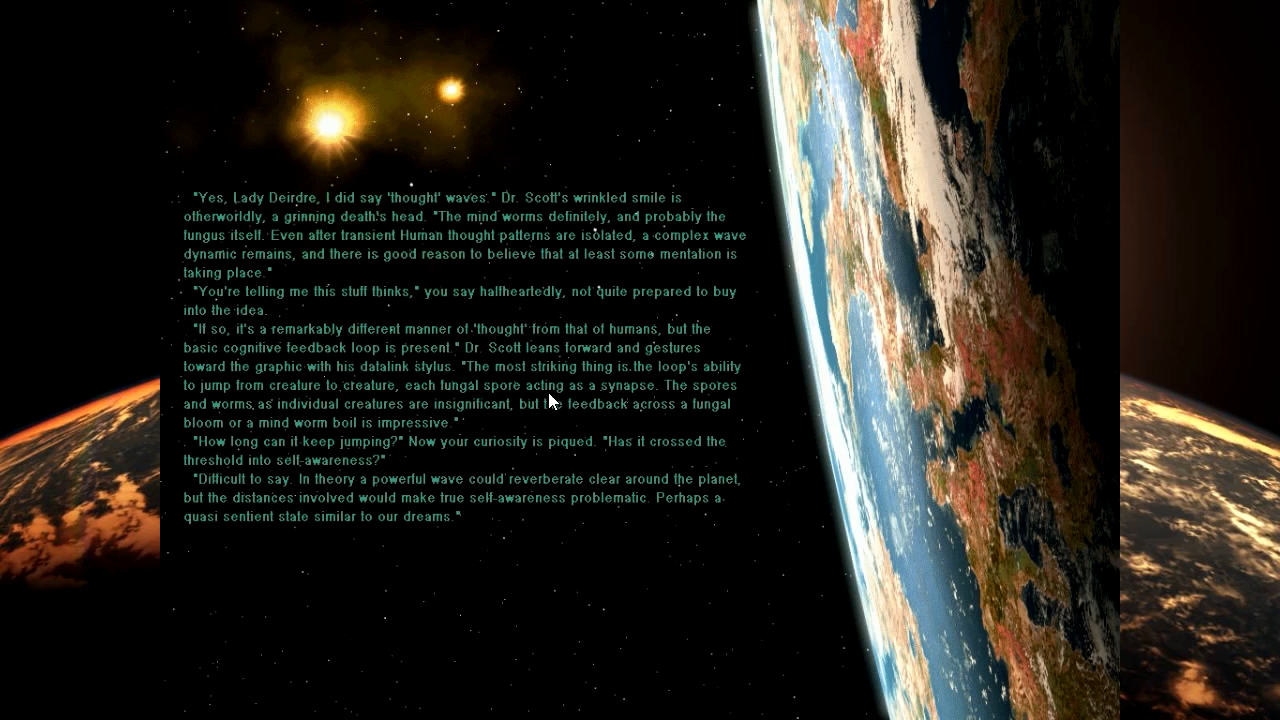 "Yes, Lady Deirdre, I did say 'thought' waves." Dr. Scott's wrinkled smile is
otherworldly, a grinning death's head. "The mind worms definitely, and probably the
fungus itself. Even after transient Human thought patterns are isolated, a complex wave
dynamic remains, and there is good reason to believe that at least some mentation is
taking place."
"You're telling me this stuff thinks," you say halfheartedly, not quite prepared to buy
into the idea.
"If so, it's a remarkably different manner of 'thought' from that of humans, but the
basic cognitive feedback loop is present." Dr. Scott leans forward and gestures
toward the graphic with his datalink stylus. "The most striking thing is the loop's ability
to jump from creature to creature, each fungal spore acting as a synapse. The spores
and worms as individual creatures are insignificant, but the feedback across a fungal
bloom or a mind worm boil is impressive."
"How long can it keep jumping?" Now your curiosity is piqued. "Has it crossed the
threshold into self-awareness?"
"Difficult to say. In theory a powerful wave could reverberate clear around the planet,
but the distances involved would make true self-awareness problematic. Perhaps a
quasi sentient state similar to our dreams."